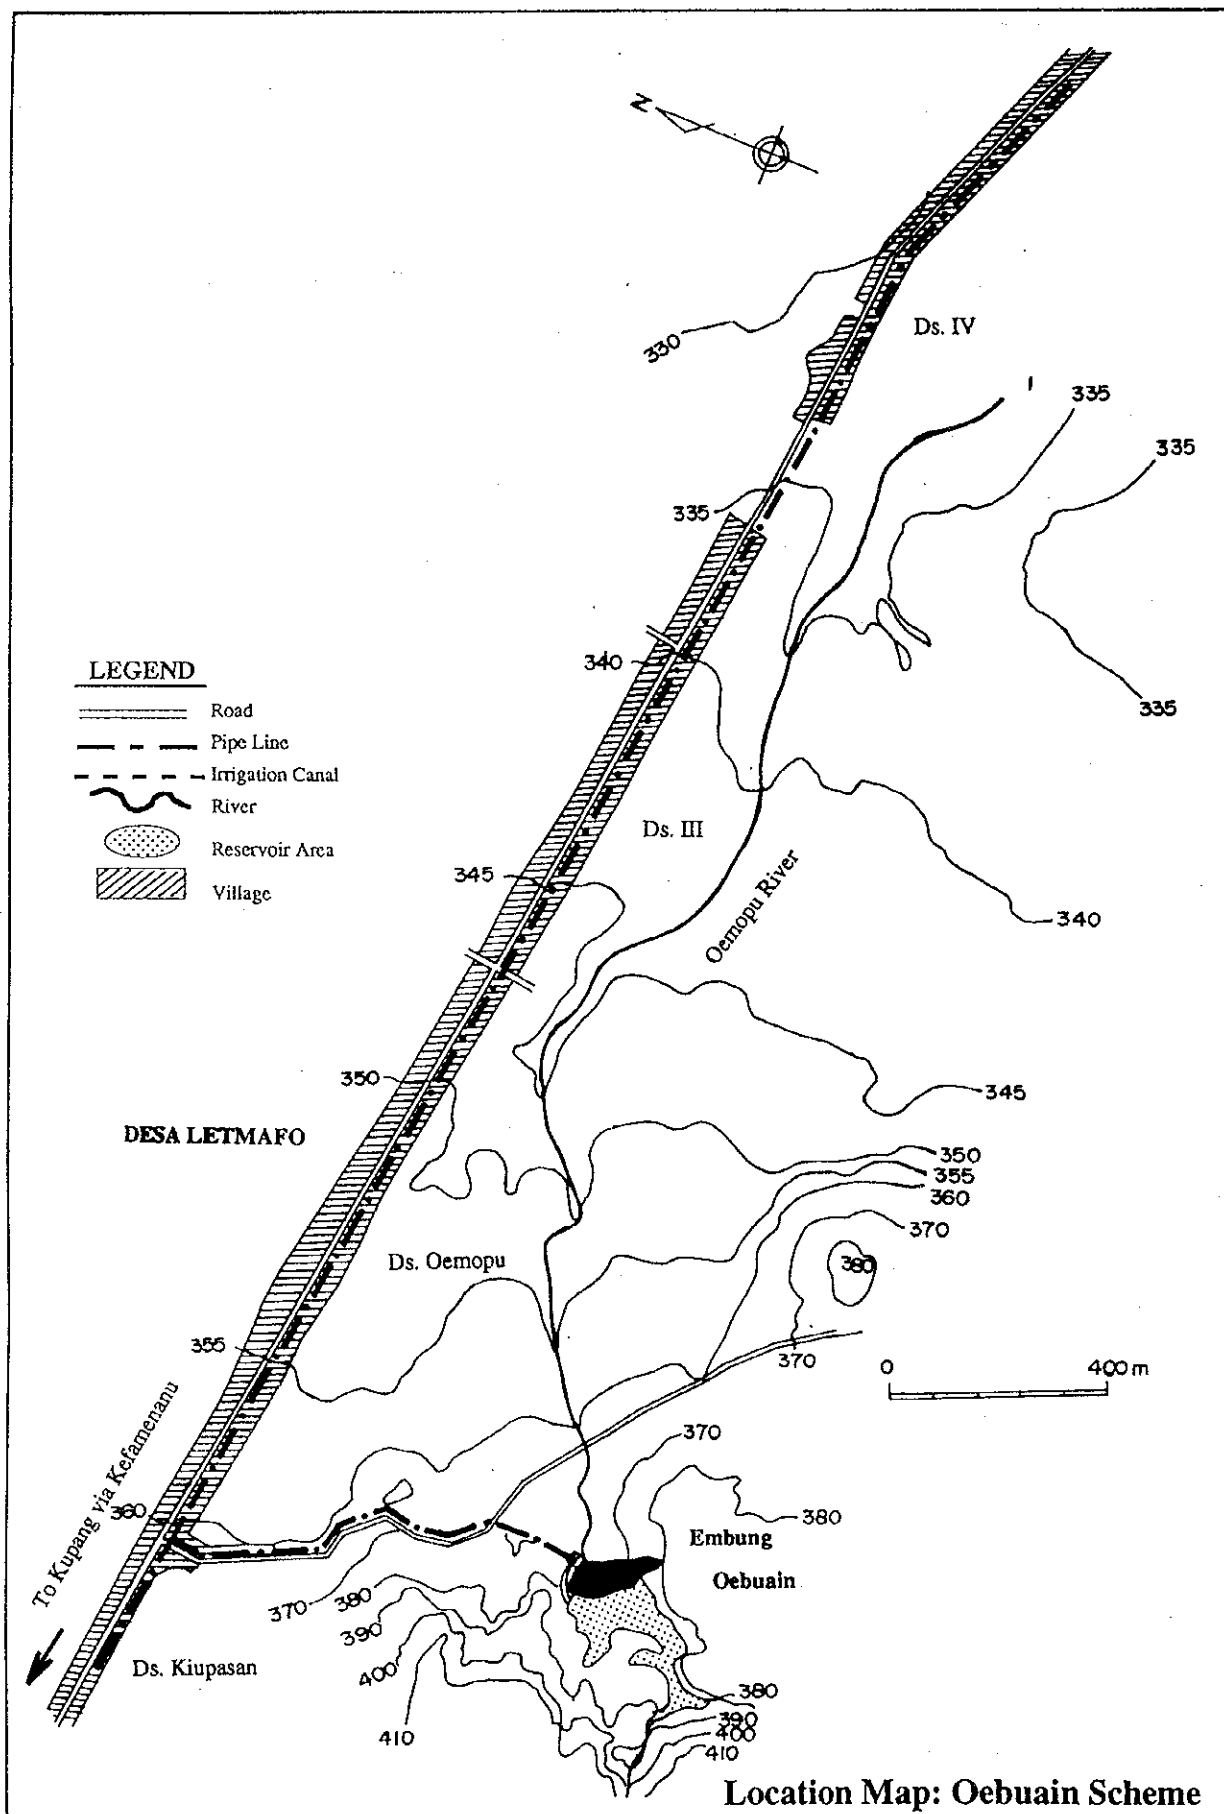 N
Ds. IV
330
335
335
335
340
335
LEGEND
Road
Pipe Line
Irrigation Canal
River
Reservoir Area
Village
Ds. III
345
Oemopu River
340
350
345
DESA LETMAFO
350
355
360
370
Ds. Oemopu
380
355
370
0 400 m
To Kupang via Kefamenanu
370
360
380
Embung
Oebuain
370
380
390
400
Ds. Kiupasan
380
390
400
410
410
Location Map: Oebuain Scheme